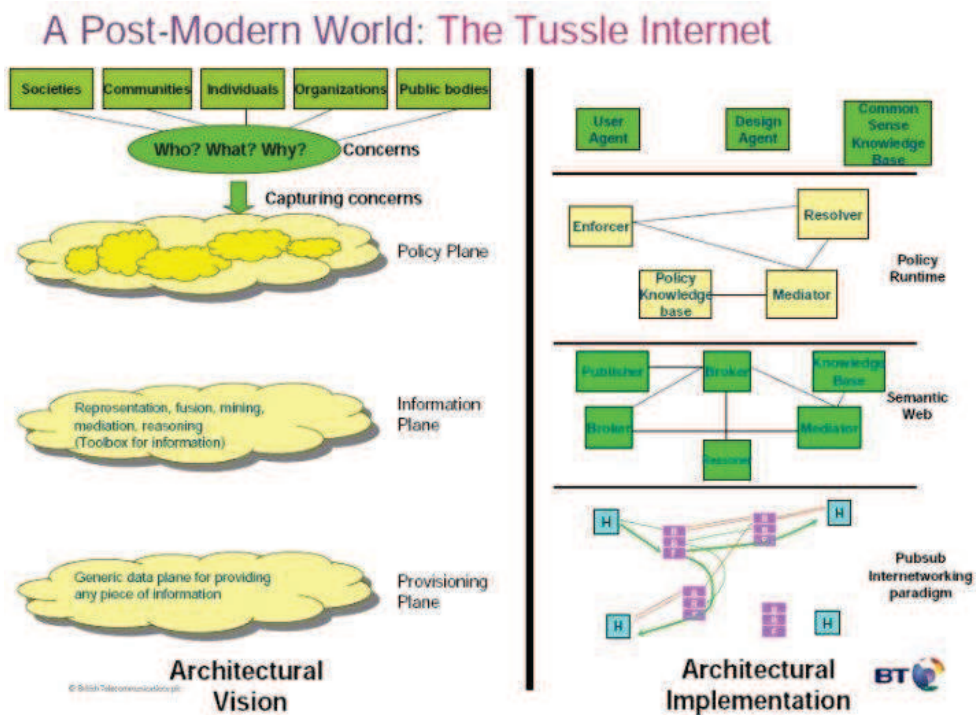 A Post-Modern World: The Tussle Internet
Societies
Communities
Individuals
Organizations
Public bodies
Who? What? Why?
Concerns
Capturing concerns
Policy Plane
Representation, fusion, mining,
mediation, reasoning
(Toolbox for information)
Information
Plane
Generic data plane for providing
any piece of information
Provisioning
Plane
Architectural
Vision
© British Telecommunications plc
User
Agent
Design
Agent
Common
Sense
Knowledge
Base
Enforcer
Resolver
Policy
Knowledge
base
Mediator
Policy
Runtime
Publisher
Broker
Knowledge
Base
Broker
Mediator
Reasoner
Semantic
Web
H
H
H
H
Pubsub
Internetworking
paradigm
Architectural
Implementation
BT